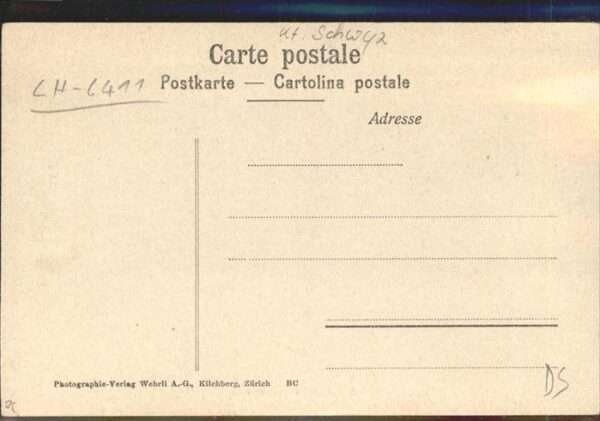 Kt. Schwyz
Carte postale
CH-6411
Postkarte — Cartolina postale
Adresse
Photographie-Verlag Wehrli A.-G., Kilchberg, Zürich BC
DS